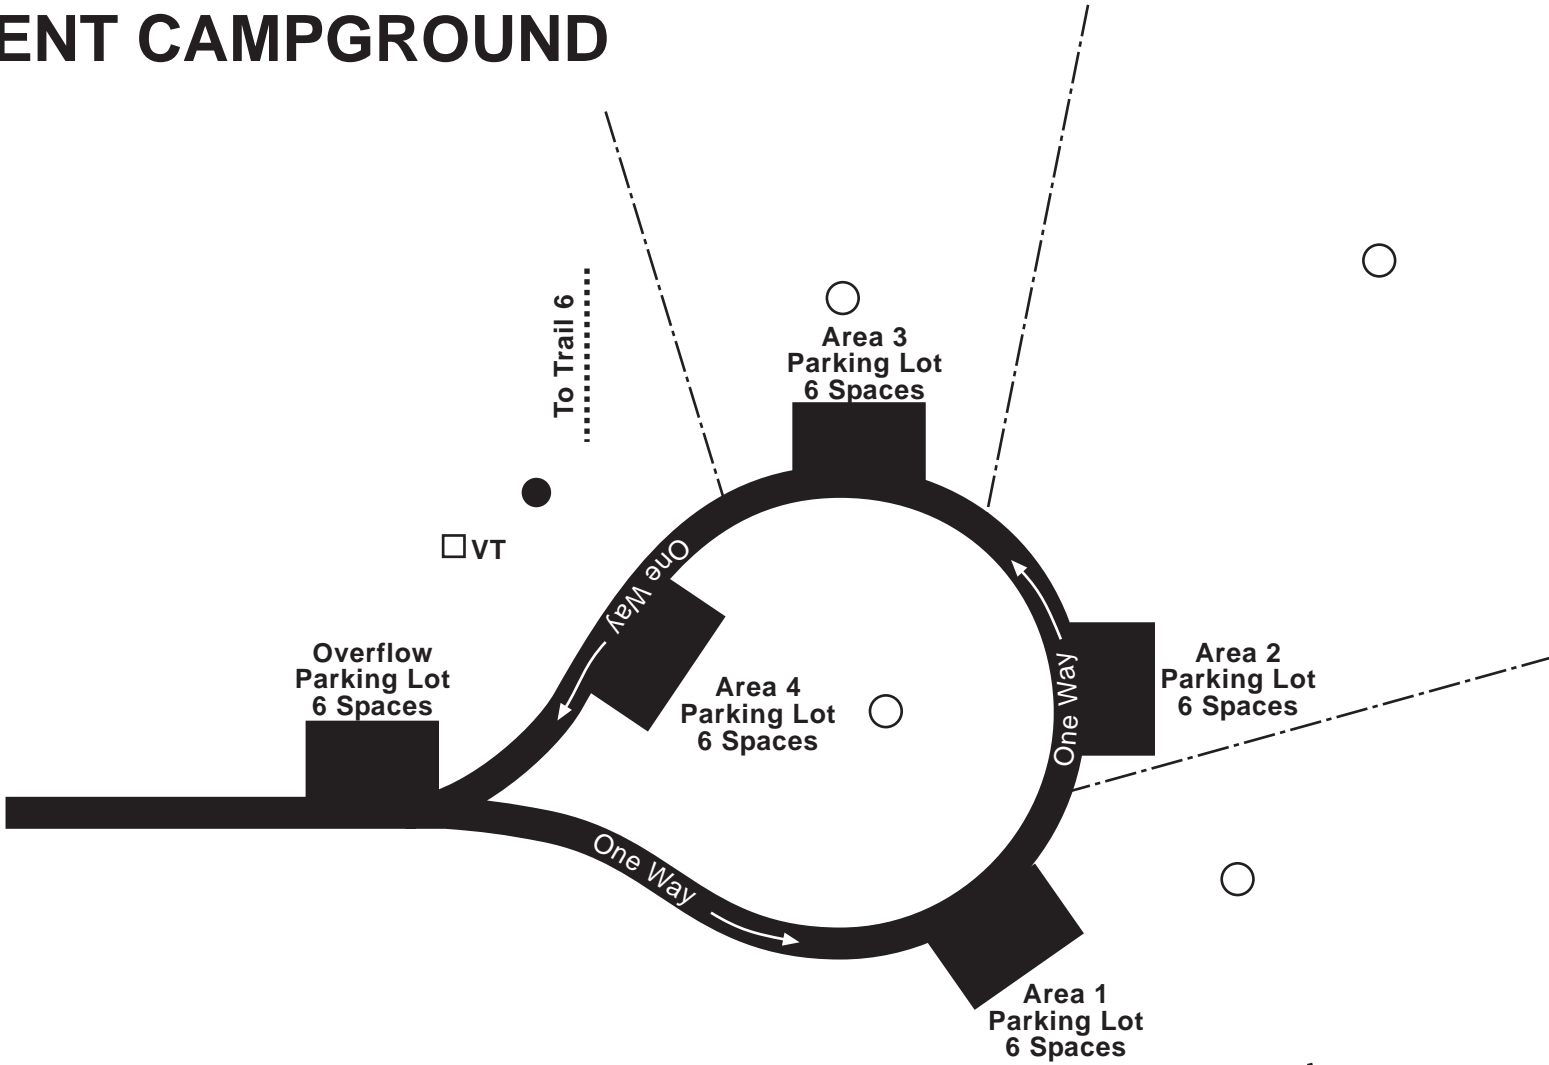 ENT CAMPGROUND
To Trail 6
Area 3
Parking Lot
6 Spaces
VT
One Way
Overflow
Parking Lot
6 Spaces
Area 4
Parking Lot
6 Spaces
One Way
Area 2
Parking Lot
6 Spaces
One Way
Area 1
Parking Lot
6 Spaces